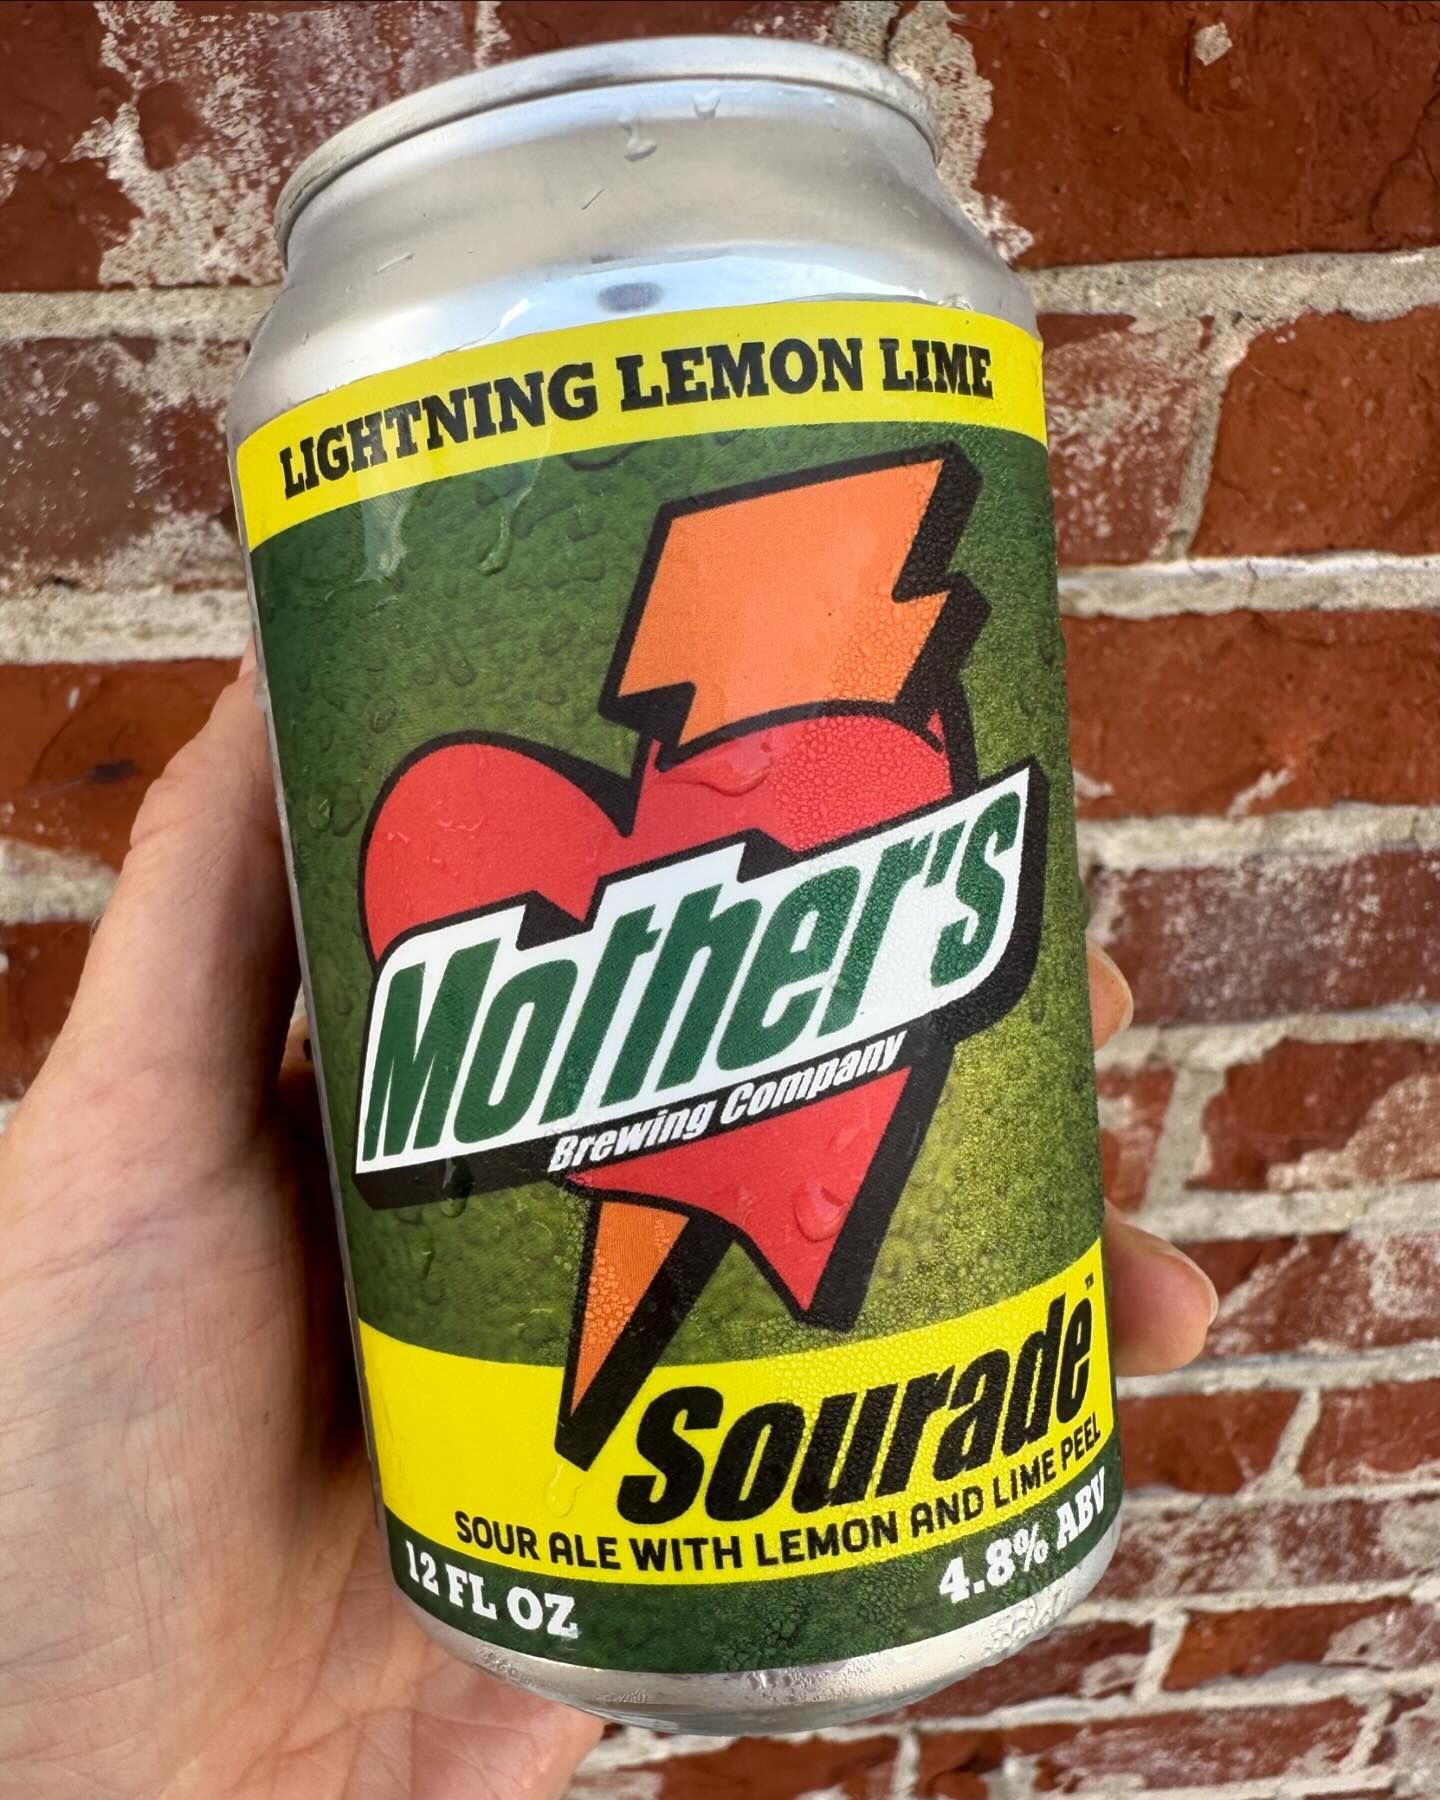 LIGHTNING LEMON LIME
Mother's
Brewing Company
Sourade™
SOUR ALE WITH LEMON AND LIME PEEL
12 FL OZ
4.8% ABV